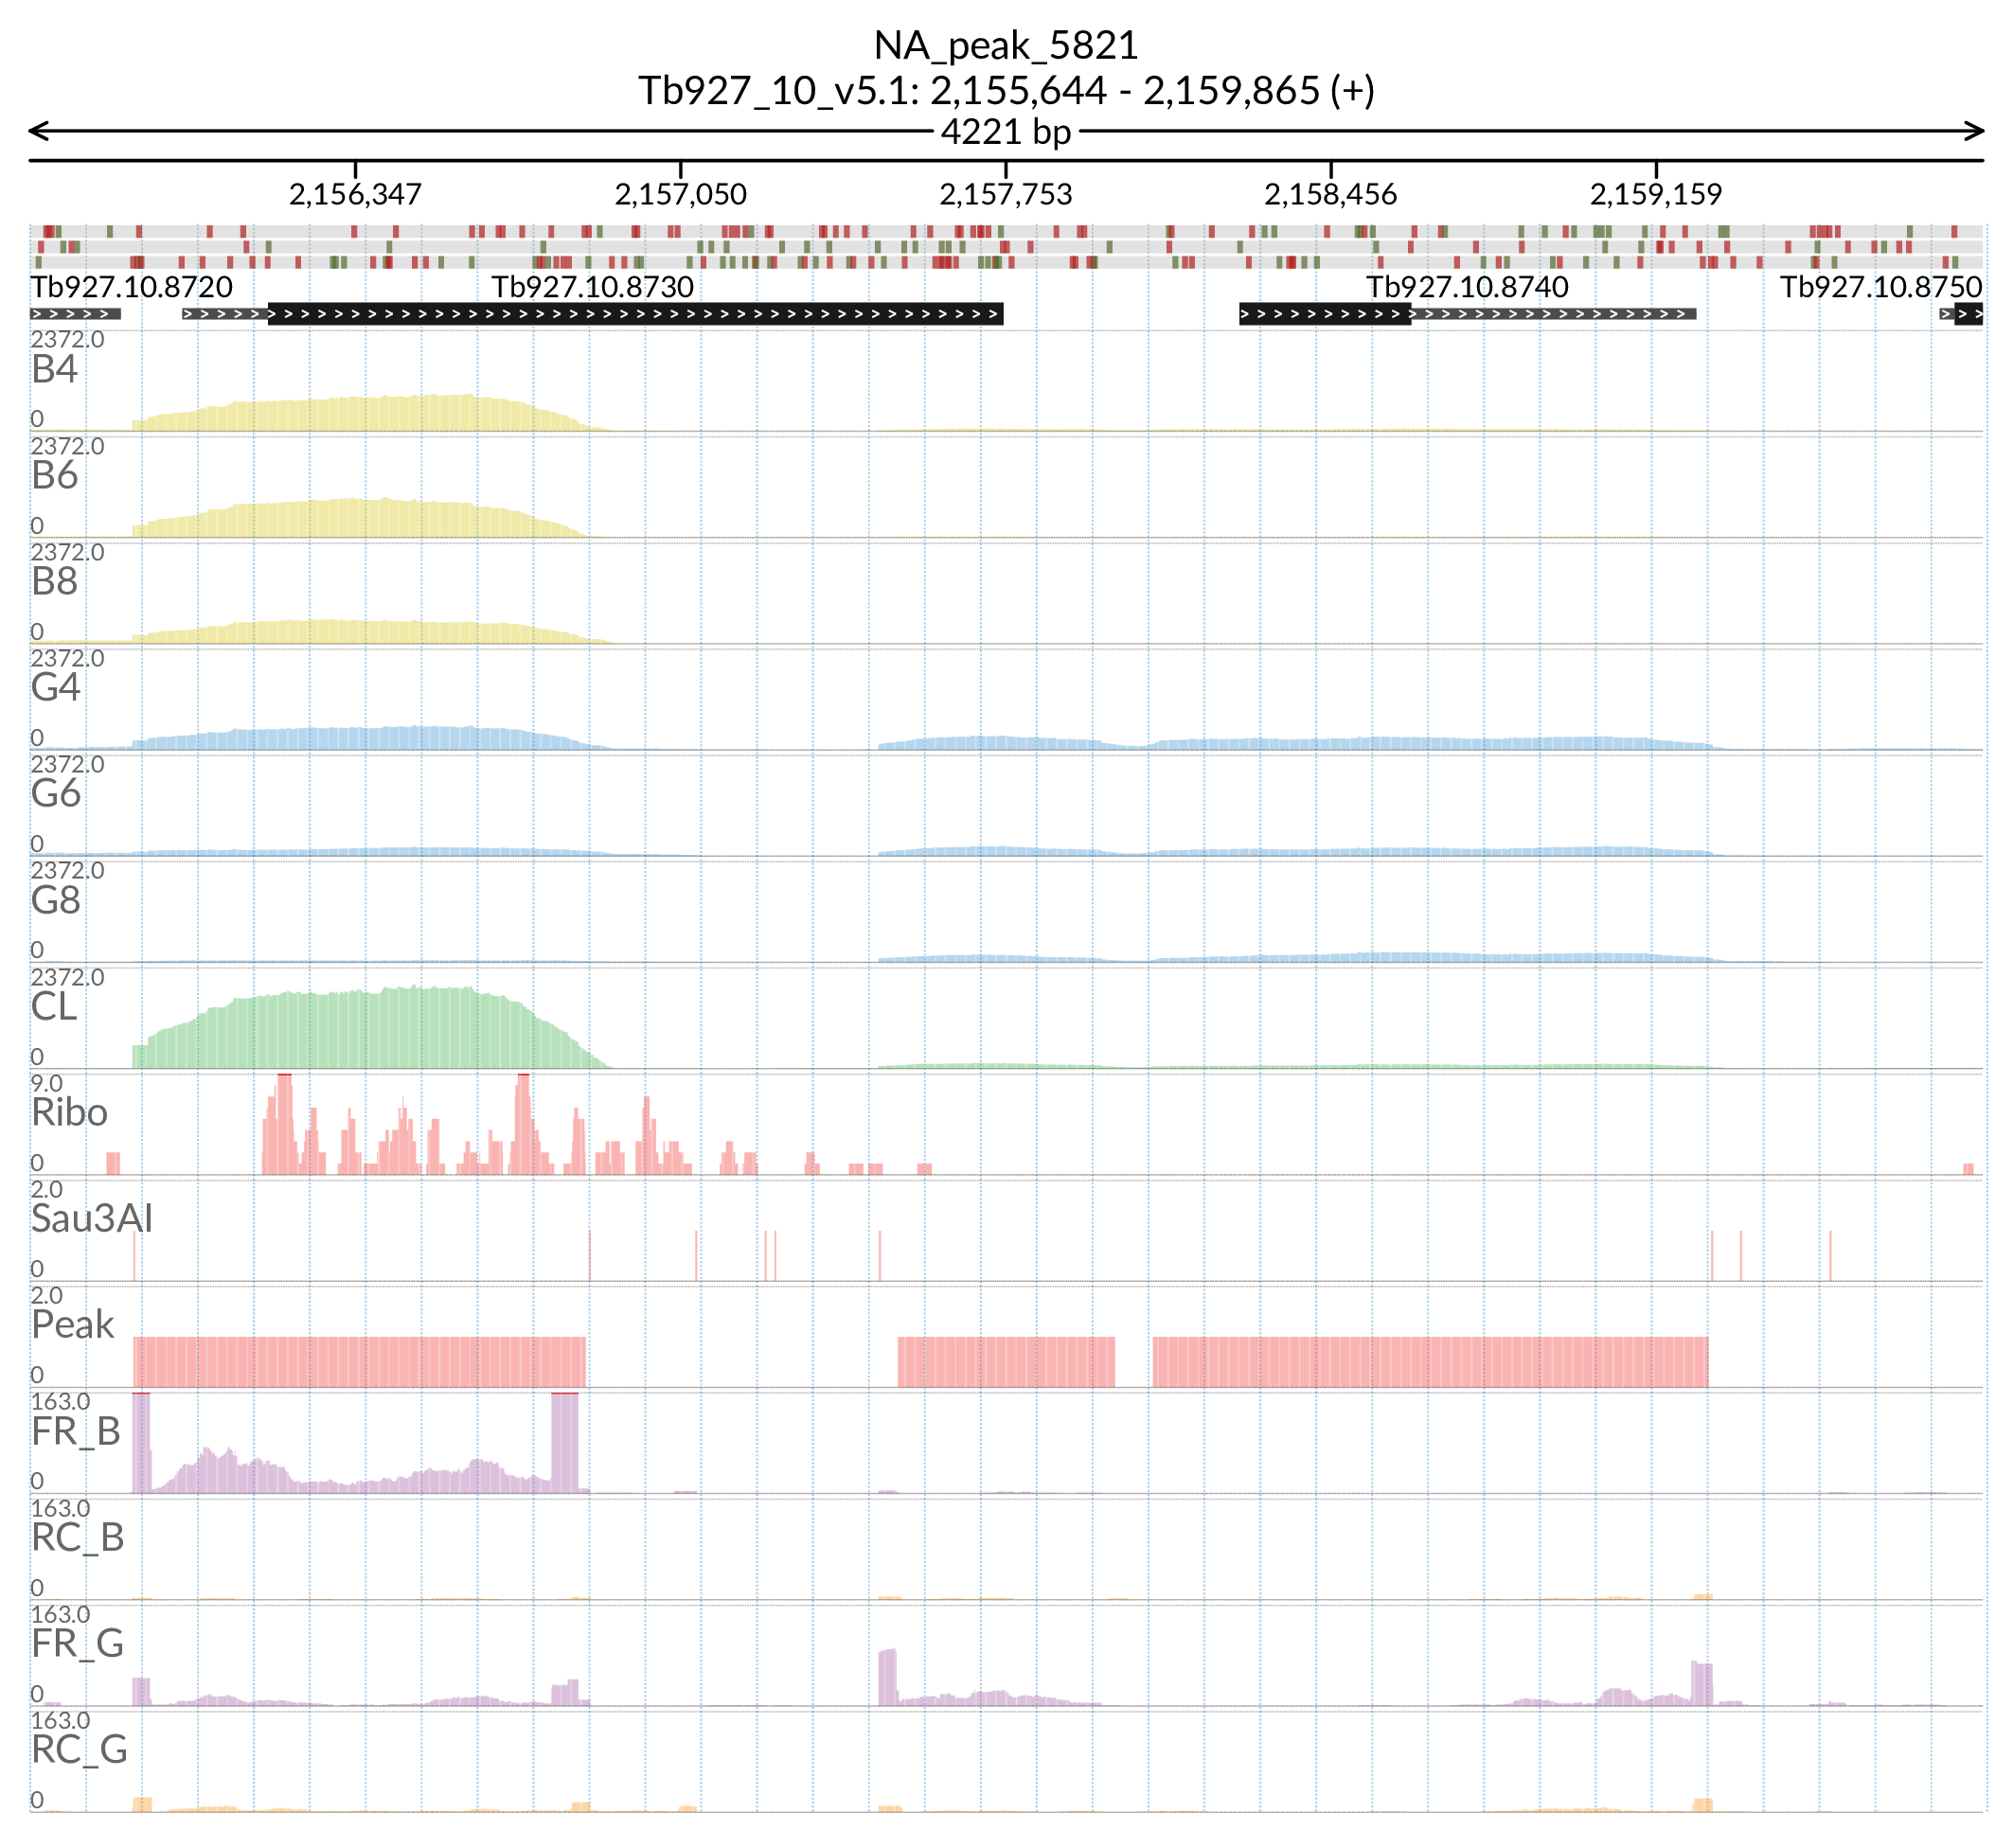 NA_peak_5821
Tb927_10_v5.1: 2,155,644 - 2,159,865 (+)
4221 bp
2,156,347 2,157,050 2,157,753 2,158,456 2,159,159
Tb927.10.8720 Tb927.10.8730 Tb927.10.8740 Tb927.10.8750
2372.0
B4
0
2372.0
B6
0
2372.0
B8
0
2372.0
G4
0
2372.0
G6
0
2372.0
G8
0
2372.0
CL
0
9.0
Ribo
0
2.0
Sau3AI
0
2.0
Peak
0
163.0
FR_B
0
163.0
RC_B
0
163.0
FR_G
0
163.0
RC_G
0